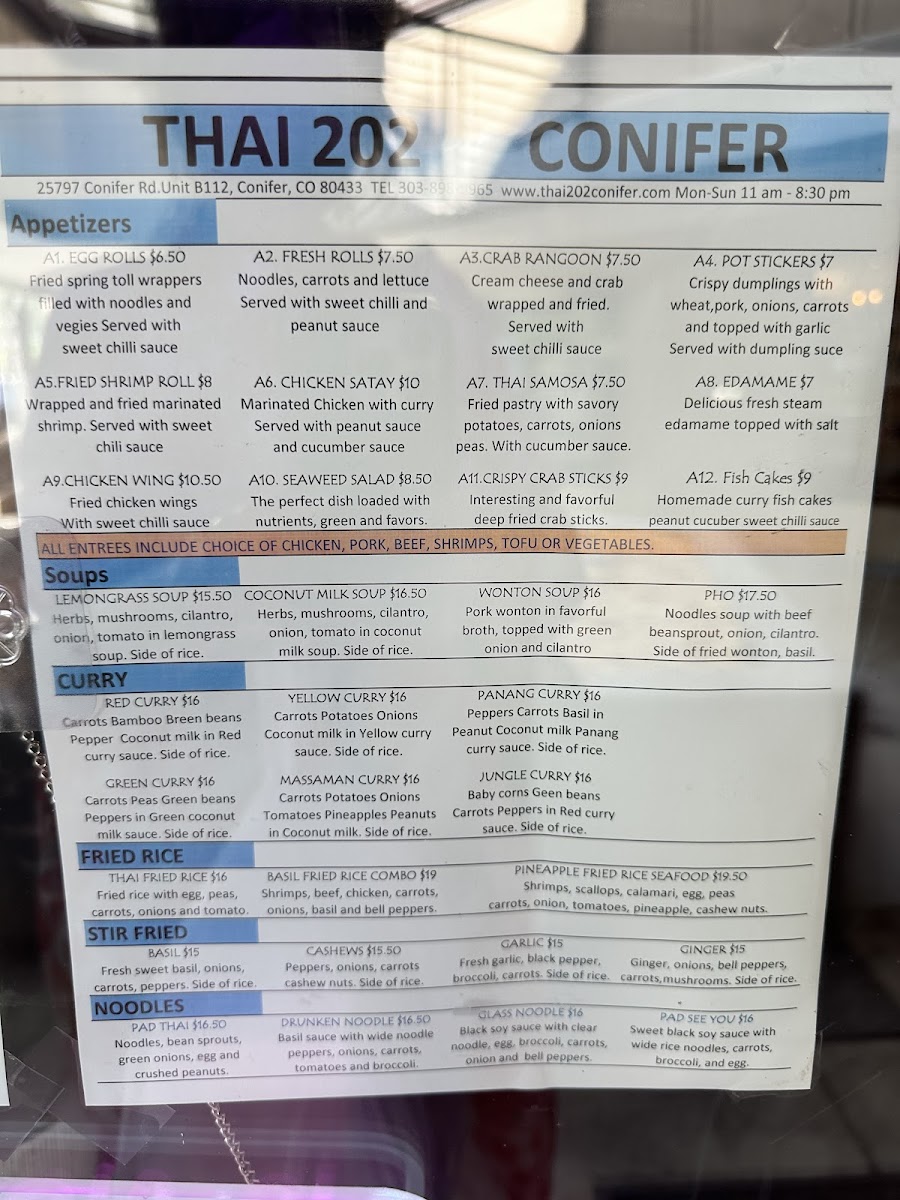 THAI 202 CONIFER
25797 Conifer Rd.Unit B112, Conifer, CO 80433 TEL 303-898- 965 www.thai202conifer.com Mon-Sun 11 am - 8:30 pm
Appetizers
A1. EGG ROLLS $6.50
Fried spring toll wrappers
filled with noodles and
vegies Served with
sweet chilli sauce
A2. FRESH ROLLS $7.50
Noodles, carrots and lettuce
Served with sweet chilli and
peanut sauce
A3.CRAB RANGOON $7.50
Cream cheese and crab
wrapped and fried.
Served with
sweet chilli sauce
A4. POT STICKERS $7
Crispy dumplings with
wheat,pork, onions, carrots
and topped with garlic
Served with dumpling suce
A5.FRIED SHRIMP ROLL $8
Wrapped and fried marinated
shrimp. Served with sweet
chili sauce
A6. CHICKEN SATAY $10
Marinated Chicken with curry
Served with peanut sauce
and cucumber sauce
A7. THAI SAMOSA $7.50
Fried pastry with savory
potatoes, carrots, onions
peas. With cucumber sauce.
A8. EDAMAME $7
Delicious fresh steam
edamame topped with salt
A9.CHICKEN WING $10.50
Fried chicken wings
With sweet chilli sauce
A10. SEAWEED SALAD $8.50
The perfect dish loaded with
nutrients, green and favors.
A11.CRISPY CRAB STICKS $9
Interesting and favorful
deep fried crab sticks.
A12. Fish Cakes $9
Homemade curry fish cakes
peanut cucuber sweet chilli sauce
ALL ENTREES INCLUDE CHOICE OF CHICKEN, PORK, BEEF, SHRIMPS, TOFU OR VEGETABLES.
Soups
LEMONGRASS SOUP $15.50
Herbs, mushrooms, cilantro,
onion, tomato in lemongrass
soup. Side of rice.
COCONUT MILK SOUP $16.50
Herbs, mushrooms, cilantro,
onion, tomato in coconut
milk soup. Side of rice.
WONTON SOUP $16
Pork wonton in favorful
broth, topped with green
onion and cilantro
PHO $17.50
Noodles soup with beef
beansprout, onion, cilantro.
Side of fried wonton, basil.
CURRY
RED CURRY $16
Carrots Bamboo Breen beans
Pepper Coconut milk in Red
curry sauce. Side of rice.
YELLOW CURRY $16
Carrots Potatoes Onions
Coconut milk in Yellow curry
sauce. Side of rice.
PANANG CURRY $16
Peppers Carrots Basil in
Peanut Coconut milk Panang
curry sauce. Side of rice.
GREEN CURRY $16
Carrots Peas Green beans
Peppers in Green coconut
milk sauce. Side of rice.
MASSAMAN CURRY $16
Carrots Potatoes Onions
Tomatoes Pineapples Peanuts
in Coconut milk. Side of rice.
JUNGLE CURRY $16
Baby corns Geen beans
Carrots Peppers in Red curry
sauce. Side of rice.
FRIED RICE
THAI FRIED RICE $16
Fried rice with egg, peas,
carrots, onions and tomato.
BASIL FRIED RICE COMBO $19
Shrimps, beef, chicken, carrots,
onions, basil and bell peppers.
PINEAPPLE FRIED RICE SEAFOOD $19.50
Shrimps, scallops, calamari, egg, peas
carrots, onion, tomatoes, pineapple, cashew nuts.
STIR FRIED
BASIL $15
Fresh sweet basil, onions,
carrots, peppers. Side of rice.
CASHEWS $15.50
Peppers, onions, carrots
cashew nuts. Side of rice.
GARLIC $15
Fresh garlic, black pepper,
broccoli, carrots. Side of rice.
GINGER $15
Ginger, onions, bell peppers,
carrots,mushrooms. Side of rice.
NOODLES
PAD THAI $16.50
Noodles, bean sprouts,
green onions, egg and
crushed peanuts.
DRUNKEN NOODLE $16.50
Basil sauce with wide noodle
peppers, onions, carrots,
tomatoes and broccoli.
GLASS NOODLE $16
Black soy sauce with clear
noodle, egg, broccoli, carrots,
onion and bell peppers.
PAD SEE YOU $16
Sweet black soy sauce with
wide rice noodles, carrots,
broccoli, and egg.